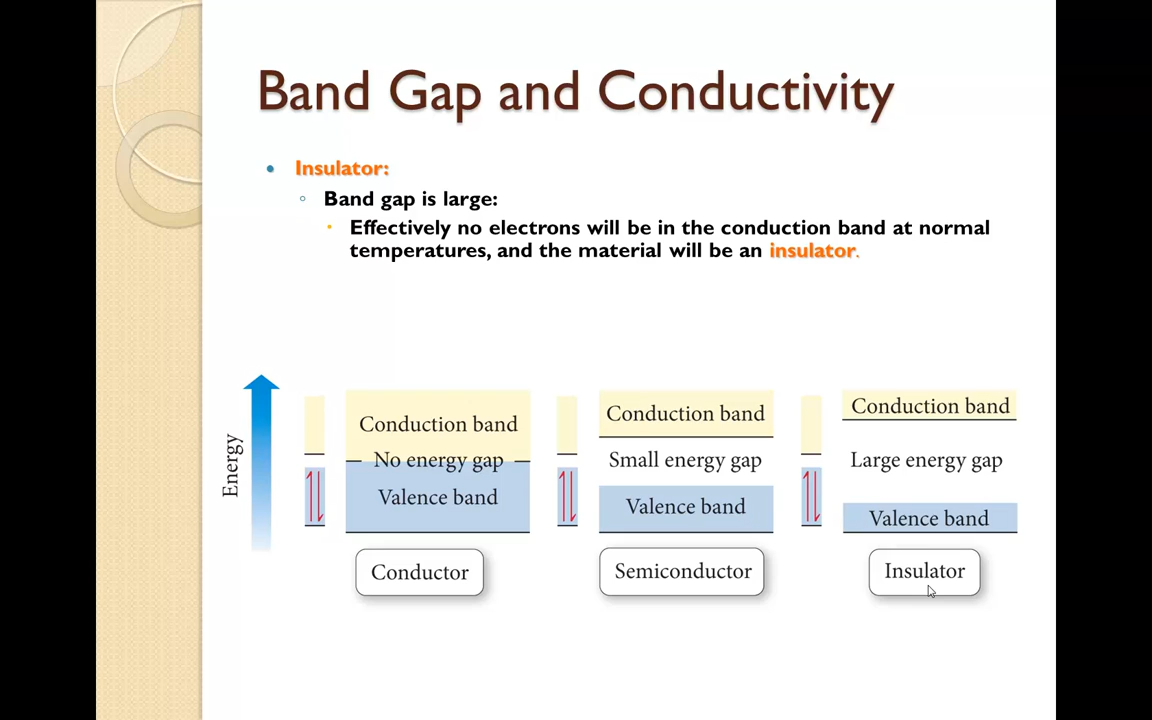 Band Gap and Conductivity
Insulator:
Band gap is large:
Effectively no electrons will be in the conduction band at normal
temperatures, and the material will be an insulator.
Energy
Conduction band
No energy gap
Valence band
Conductor
Conduction band
Small energy gap
Valence band
Semiconductor
Conduction band
Large energy gap
Valence band
Insulator